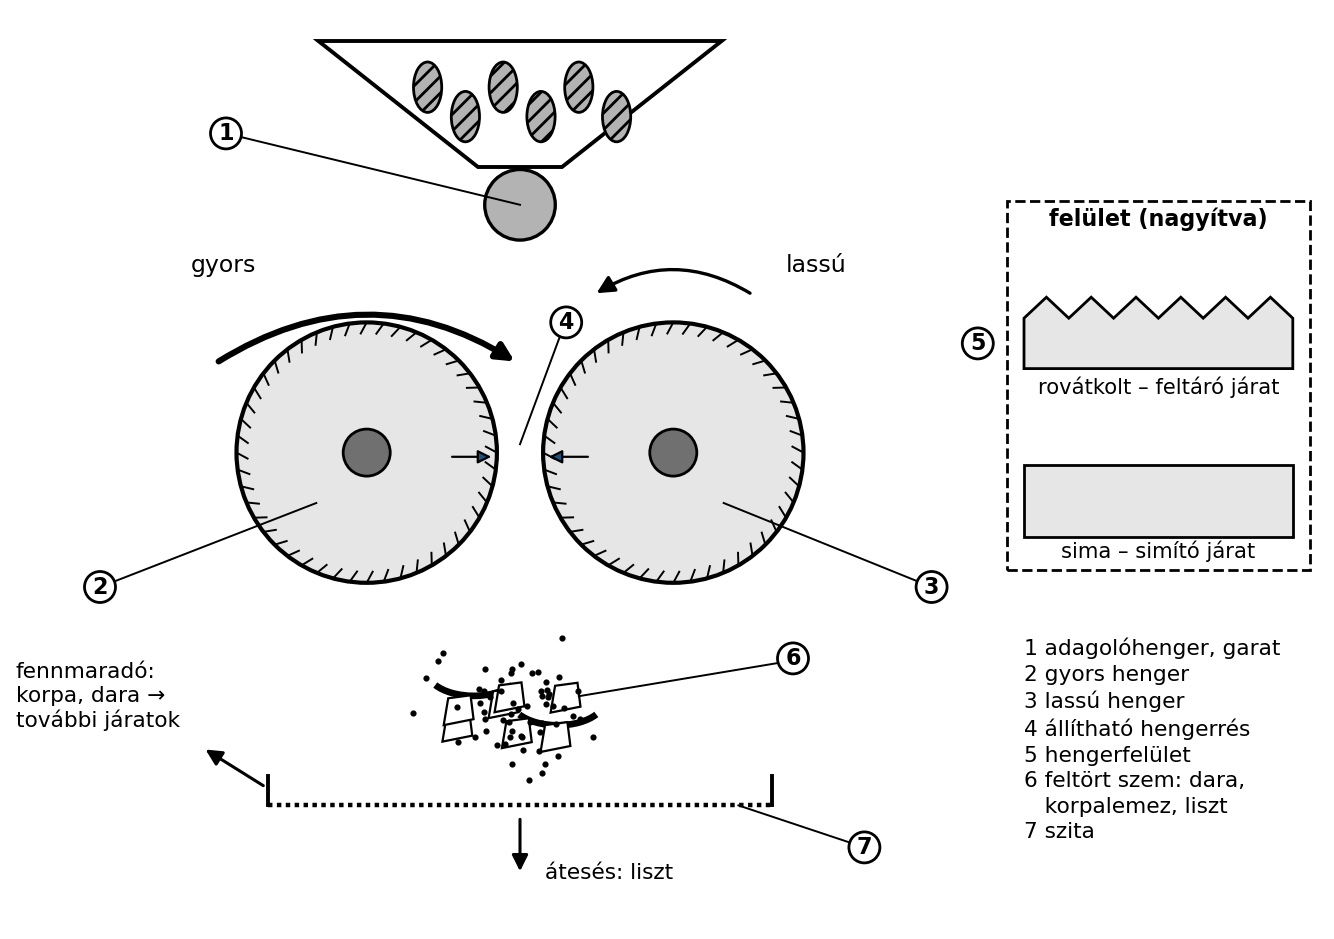 1
felület (nagyítva)
gyors
lassú
4
5
rovátkolt – feltáró járat
sima – simító járat
2
3
fennmaradó:
korpa, dara →
további járatok
6
1 adagolóhenger, garat
2 gyors henger
3 lassú henger
4 állítható hengerrés
5 hengerfelület
6 feltört szem: dara,
korpalemez, liszt
7 szita
7
átesés: liszt